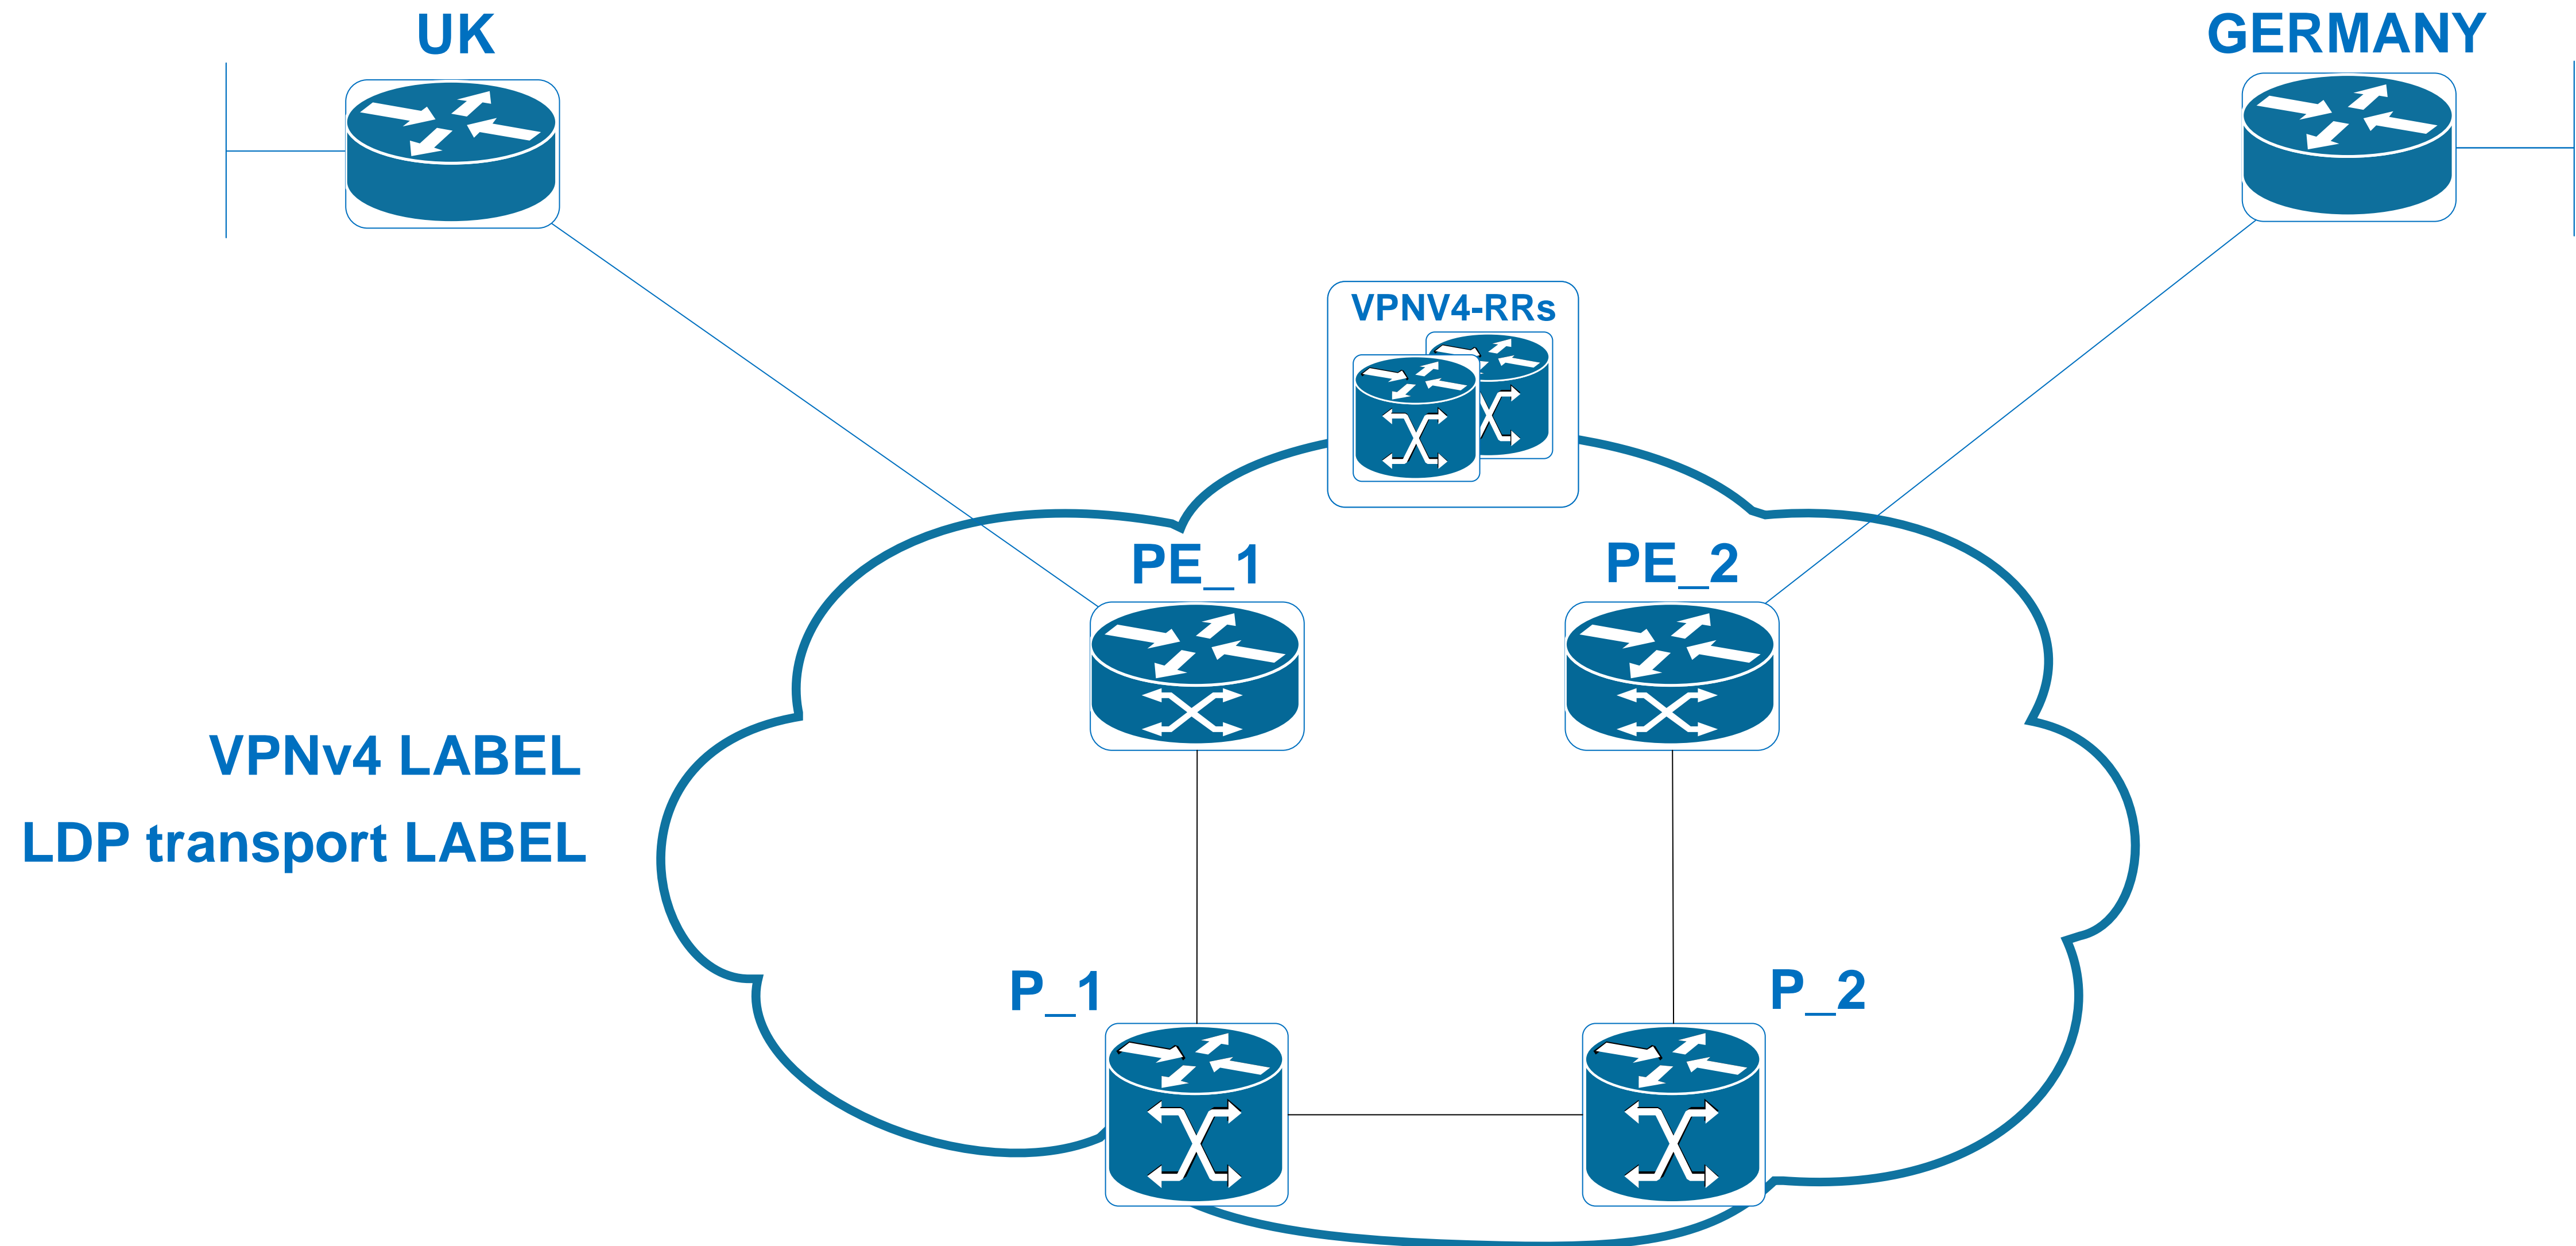 UK
GERMANY
VPNV4-RRs
PE_1
PE_2
VPNv4 LABEL
LDP transport LABEL
P_1
P_2